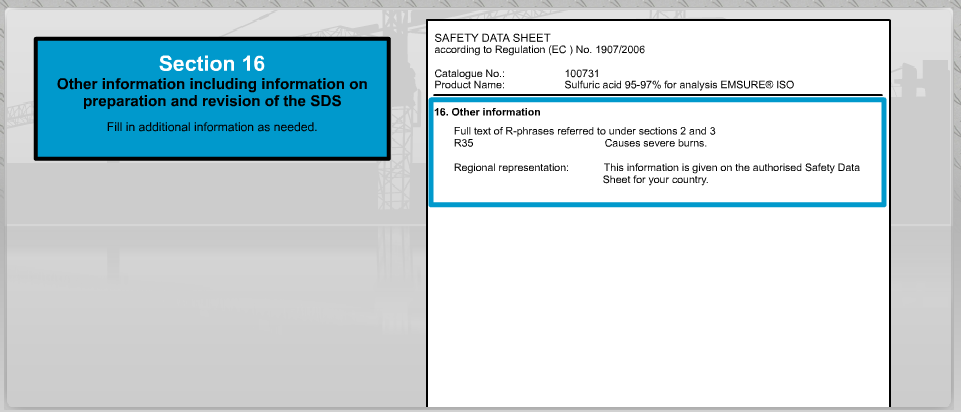 Section 16
Other information including information on
preparation and revision of the SDS
Fill in additional information as needed.
SAFETY DATA SHEET
according to Regulation (EC ) No. 1907/2006
Catalogue No.: 100731
Product Name: Sulfuric acid 95-97% for analysis EMSURE® ISO
16. Other information
Full text of R-phrases referred to under sections 2 and 3
R35 Causes severe burns.
Regional representation: This information is given on the authorised Safety Data
Sheet for your country.